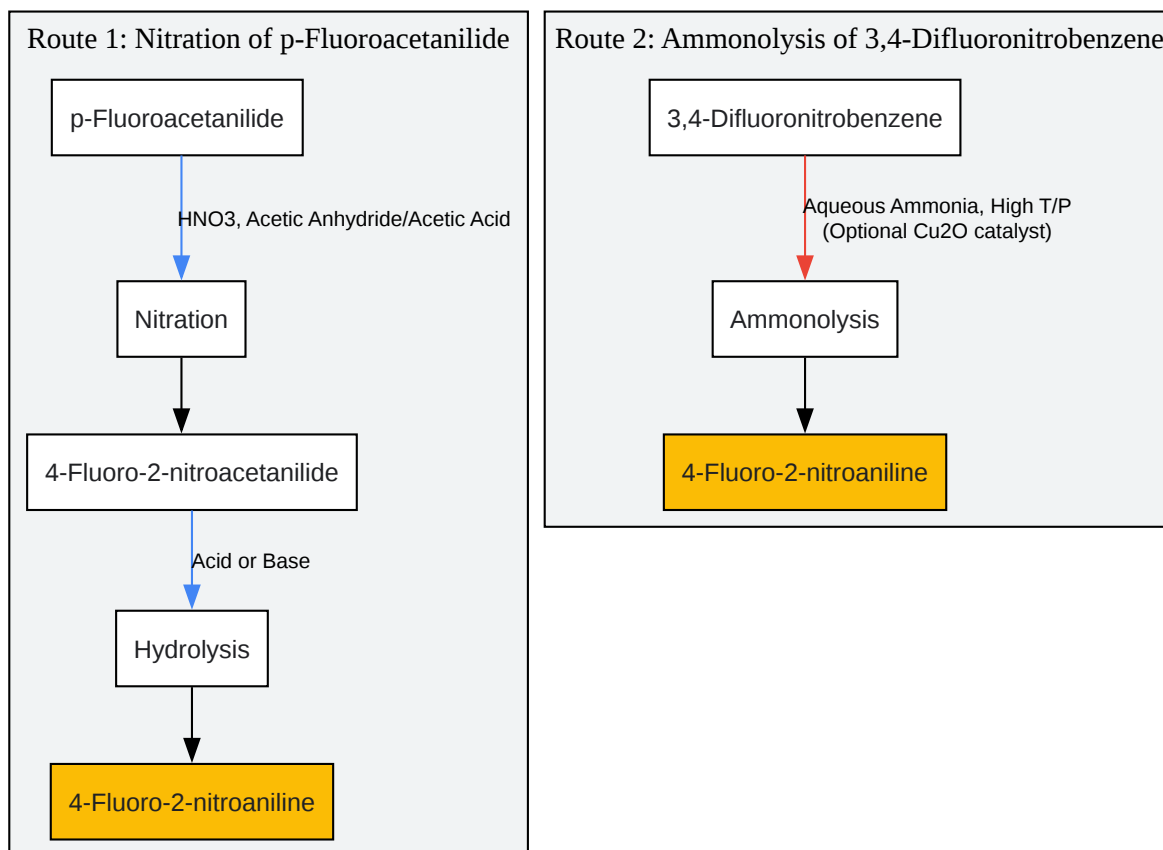 Route 1: Nitration of p-Fluoroacetanilide
p-Fluoroacetanilide
HNO3, Acetic Anhydride/Acetic Acid
Nitration
4-Fluoro-2-nitroacetanilide
Acid or Base
Hydrolysis
4-Fluoro-2-nitroaniline
Route 2: Ammonolysis of 3,4-Difluoronitrobenzene
3,4-Difluoronitrobenzene
Aqueous Ammonia, High T/P
(Optional Cu2O catalyst)
Ammonolysis
4-Fluoro-2-nitroaniline